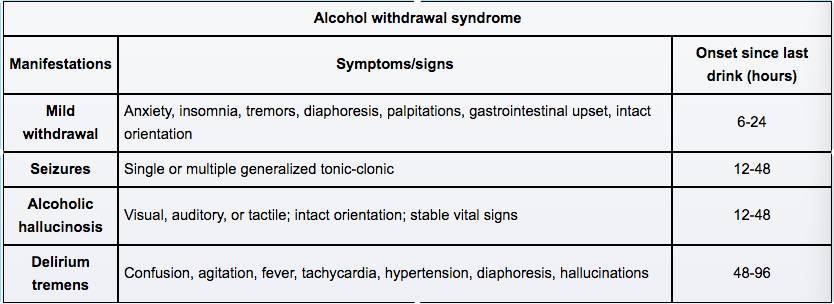 Alcohol withdrawal syndrome
Manifestations
Symptoms/signs
Onset since last
drink (hours)
Mild
withdrawal
Anxiety, insomnia, tremors, diaphoresis, palpitations, gastrointestinal upset, intact
orientation
6-24
Seizures
Single or multiple generalized tonic-clonic
12-48
Alcoholic
hallucinosis
Visual, auditory, or tactile; intact orientation; stable vital signs
12-48
Delirium
tremens
Confusion, agitation, fever, tachycardia, hypertension, diaphoresis, hallucinations
48-96